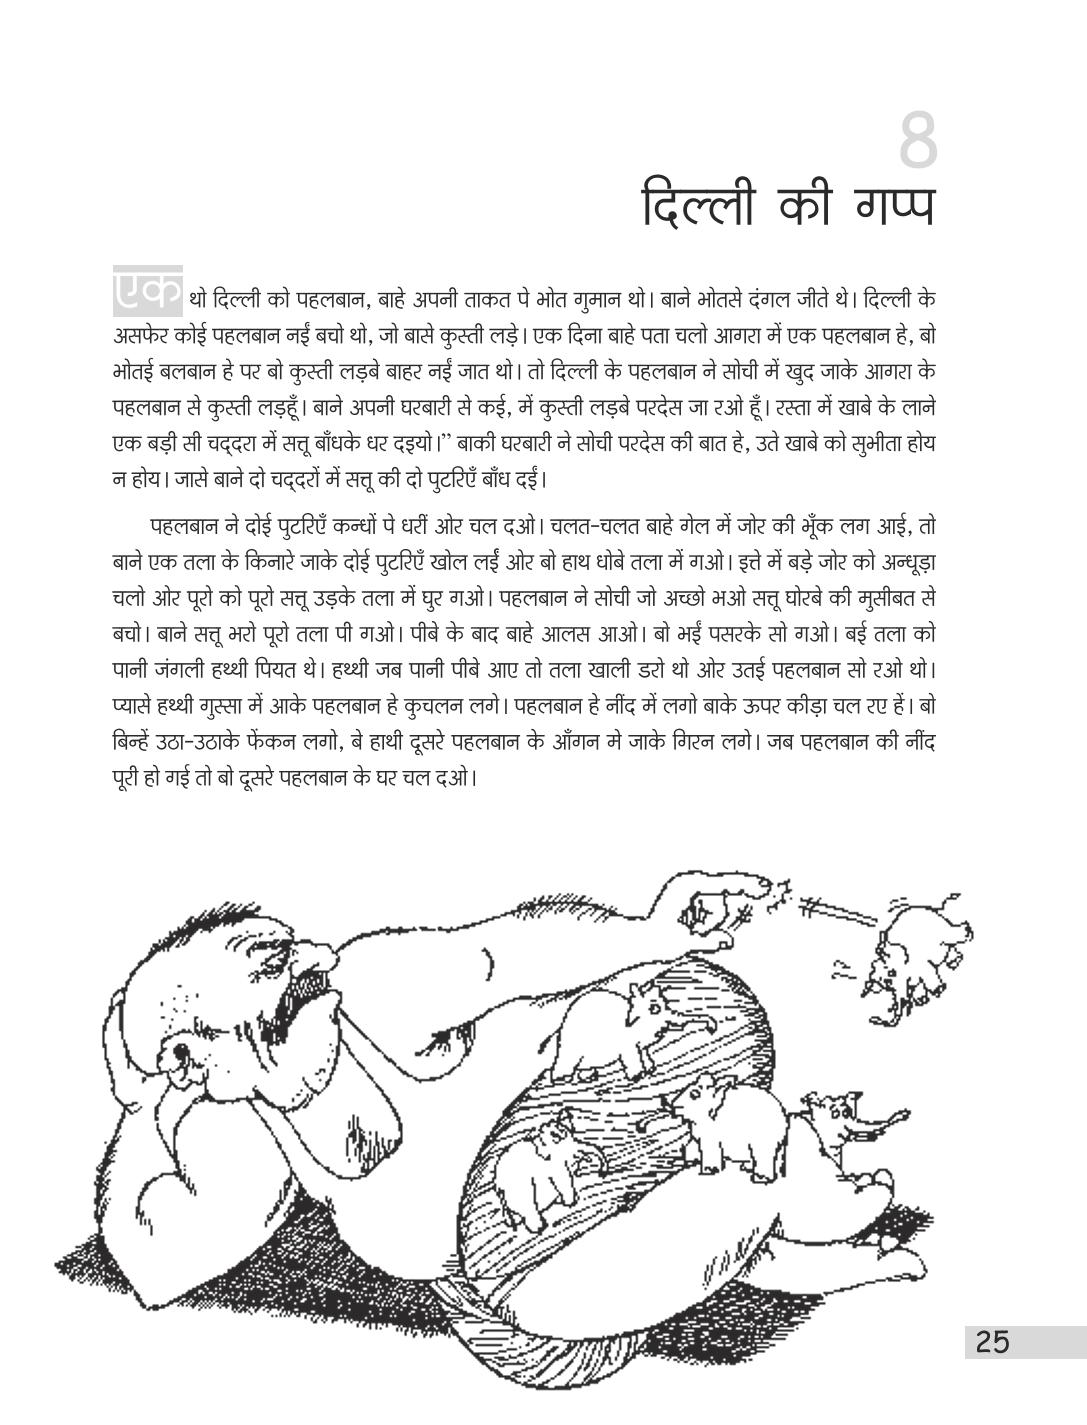 8
दिल्ली की गप्प
एक थो दिल्ली को पहलबान, बाहे अपनी ताकत पे भोत गुमान थो। बाने भोतसे दंगल जीते थे। दिल्ली के
असफेर कोई पहलबान नईं बचो थो, जो बासे कुस्ती लड़े। एक दिना बाहे पता चलो आगरा में एक पहलबान हे, बो
भोतई बलबान हे पर बो कुस्ती लड़बे बाहर नईं जात थो। तो दिल्ली के पहलबान ने सोची में खुद जाके आगरा के
पहलबान से कुस्ती लड़हूँ। बाने अपनी घरबारी से कई, में कुस्ती लड़बे परदेस जा रओ हूँ। रस्ता में खाबे के लाने
एक बड़ी सी चद्दरा में सत्तू बाँधके धर दइयो।” बाकी घरबारी ने सोची परदेस की बात हे, उते खाबे को सुभीता होय
न होय। जासे बाने दो चद्दरों में सत्तू की दो पुटरिएँ बाँध दईं।
पहलबान ने दोई पुटरिएँ कन्धों पे धरीं ओर चल दओ। चलत-चलत बाहे गेल में जोर की भूँक लग आई, तो
बाने एक तला के किनारे जाके दोई पुटरिएँ खोल लईं ओर बो हाथ धोबे तला में गओ। इत्ते में बड़े जोर को अन्धूड़ा
चलो ओर पूरो को पूरो सत्तू उड़के तला में घुर गओ। पहलबान ने सोची जो अच्छो भओ सत्तू घोरबे की मुसीबत से
बचो। बाने सत्तू भरो पूरो तला पी गओ। पीबे के बाद बाहे आलस आओ। बो भईं पसरके सो गओ। बई तला को
पानी जंगली हथ्थी पियत थे। हथ्थी जब पानी पीबे आए तो तला खाली डरो थो ओर उतई पहलबान सो रओ थो।
प्यासे हथ्थी गुस्सा में आके पहलबान हे कुचलन लगे। पहलबान हे नींद में लगो बाके ऊपर कीड़ा चल रए हें। बो
बिन्हें उठा-उठाके फेंकन लगो, बे हाथी दूसरे पहलबान के आँगन मे जाके गिरन लगे। जब पहलबान की नींद
पूरी हो गई तो बो दूसरे पहलबान के घर चल दओ।
25